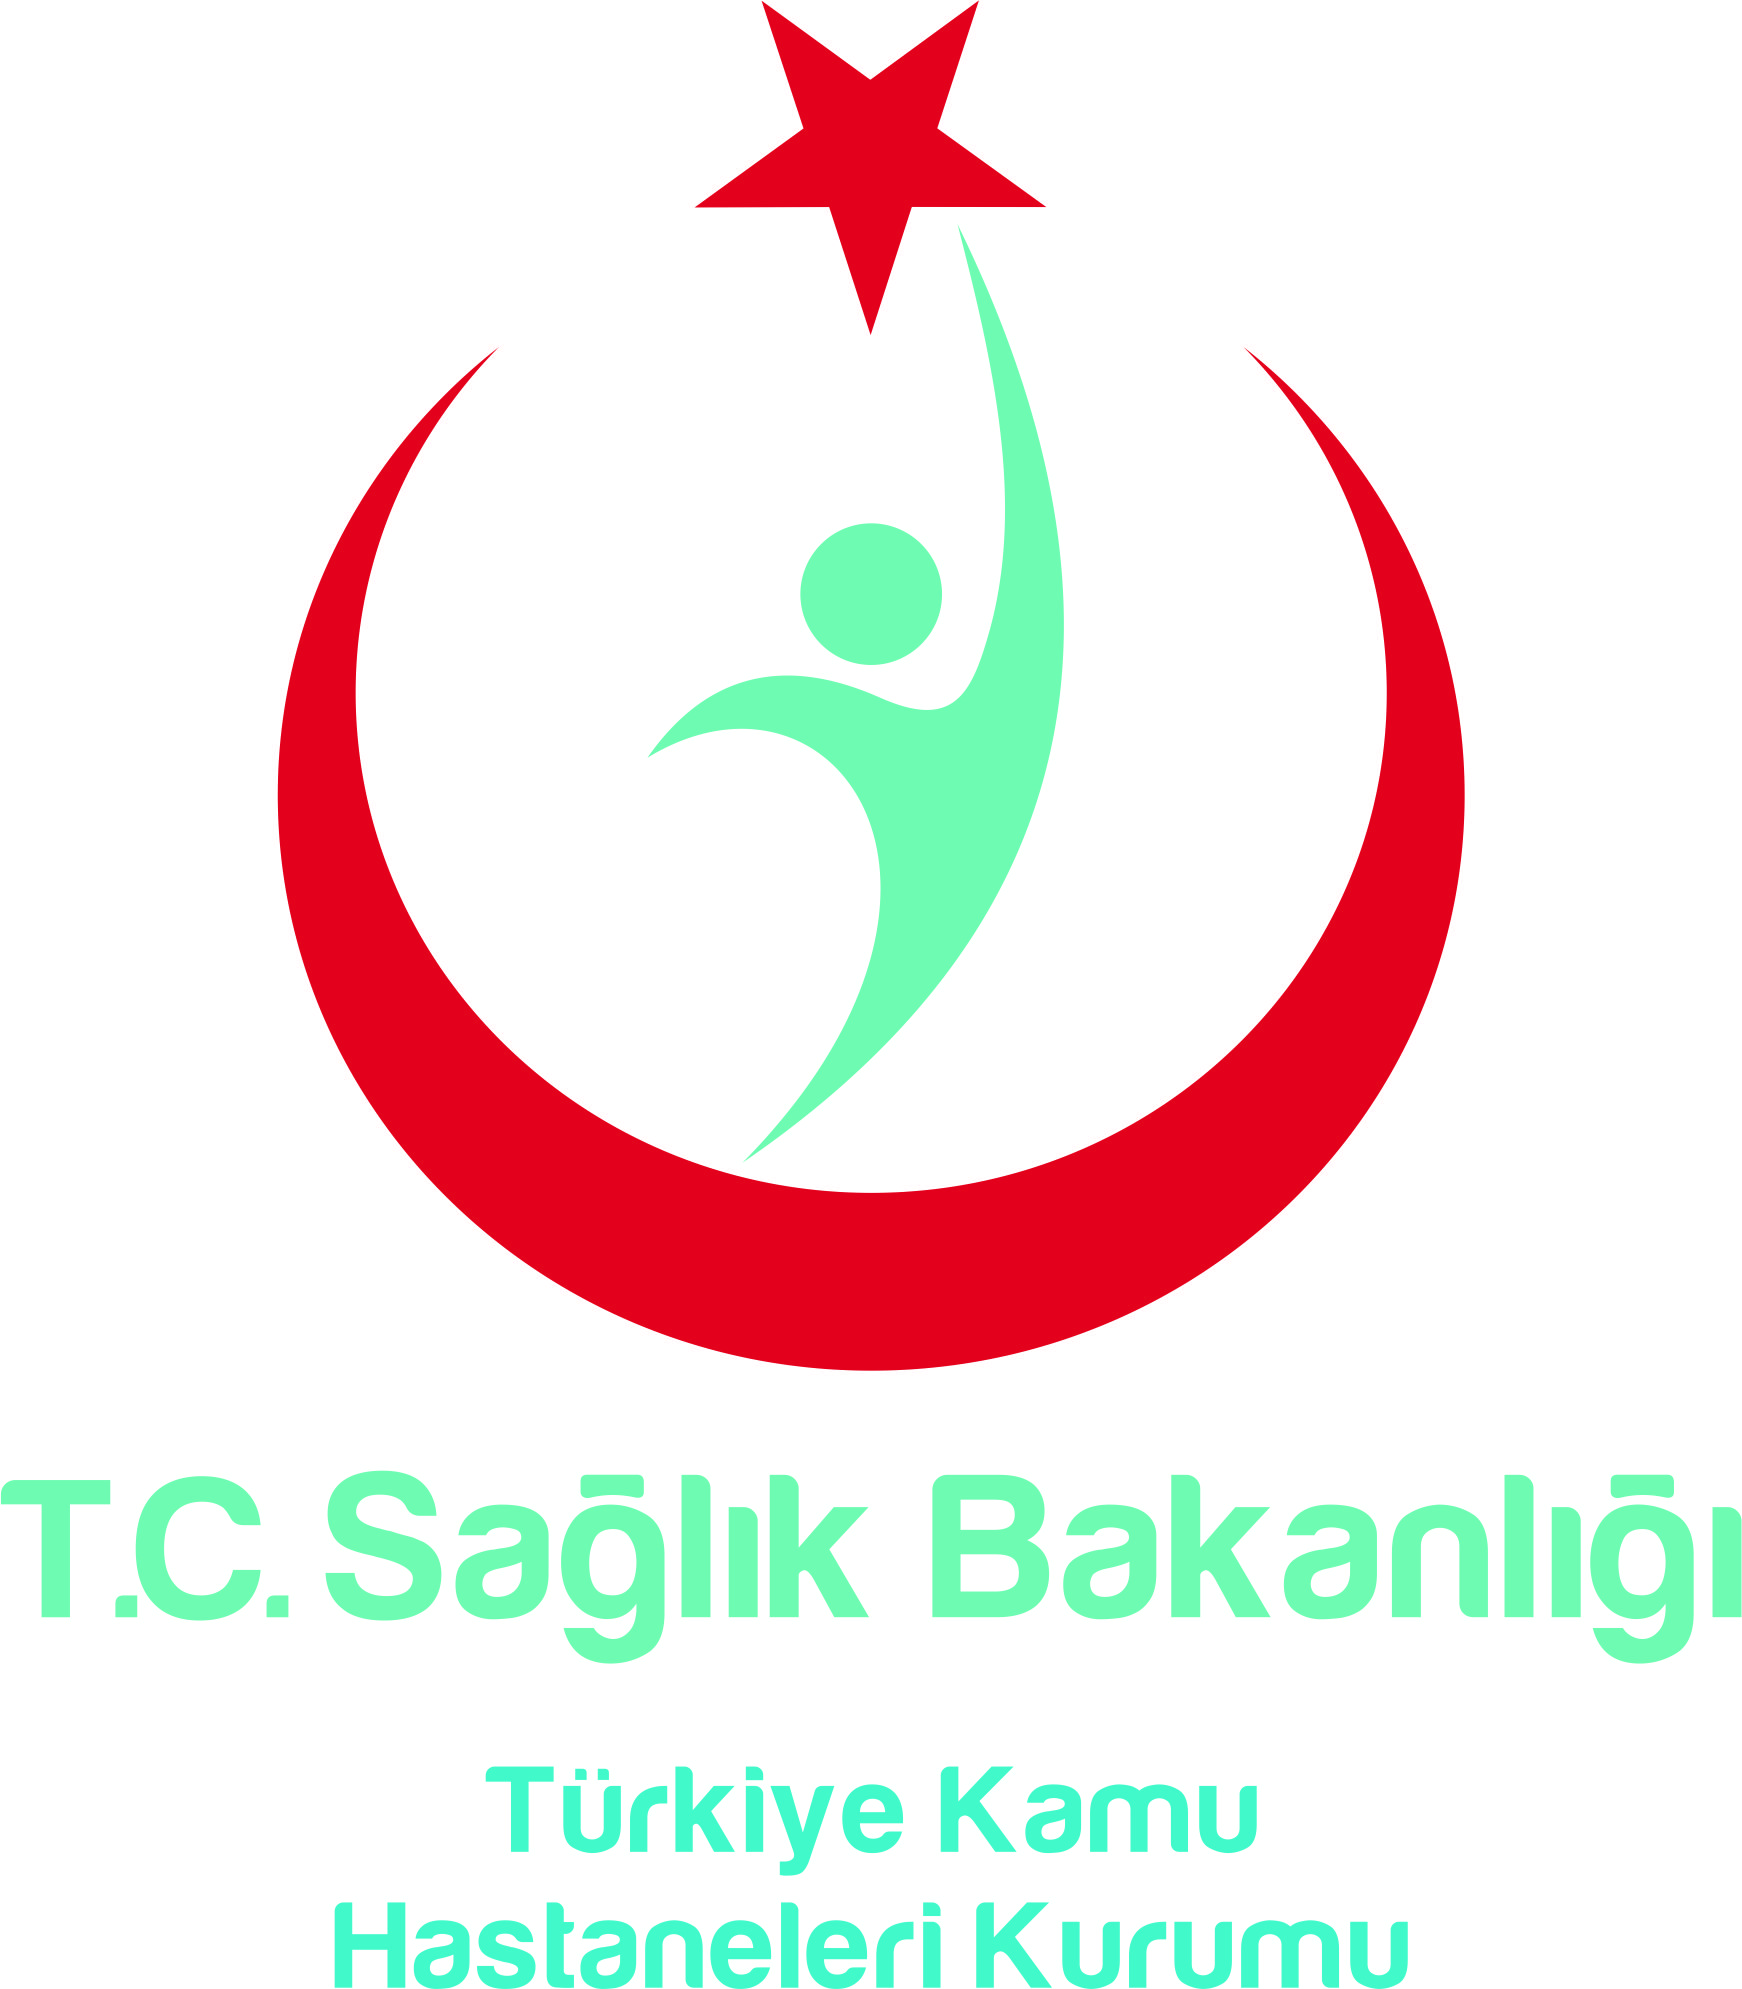 T.C. Sağlık Bakanlığı
Türkiye Kamu
Hastaneleri Kurumu